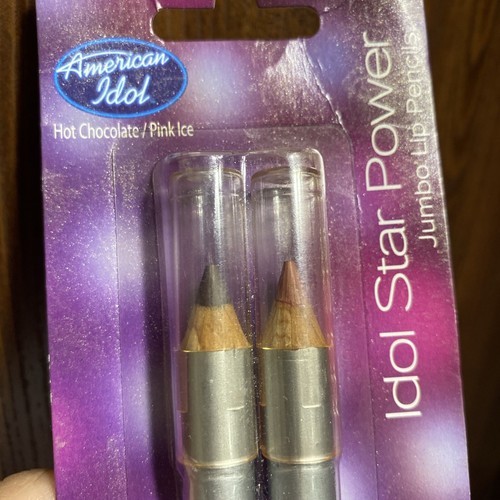 American
Idol
Hot Chocolate / Pink Ice
Idol Star Power
Jumbo Lip Pencils